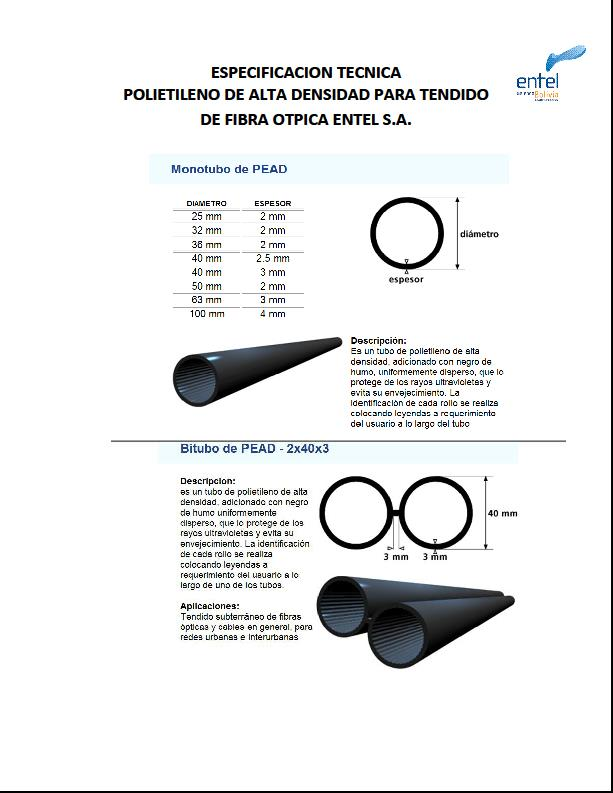 ESPECIFICACION TECNICA
POLIETILENO DE ALTA DENSIDAD PARA TENDIDO
DE FIBRA OTPICA ENTEL S.A.
entel
Bolivia
Monotubo de PEAD
DIAMETRO ESPESOR
25 mm 2 mm
32 mm 2 mm
36 mm 2 mm
40 mm 2.5 mm
40 mm 3 mm
50 mm 2 mm
63 mm 3 mm
100 mm 4 mm
diámetro
espesor
Descripción:
Es un tubo de polietileno de alta
densidad, adicionado con negro de
humo, uniformemente disperso, que lo
protege de los rayos ultravioletas y
evita su envejecimiento. La
identificación de cada rollo se realiza
colocando leyendas a requerimiento
del usuario a lo largo del tubo
Bitubo de PEAD - 2x40x3
Descripcion:
es un tubo de polietileno de alta
densidad, adicionado con negro
de humo uniformemente
disperso, que lo protege de los
rayos ultravioletas y evita su
envejecimiento. La identificación
de cada rollo se realiza
colocando leyendas a
requerimiento del usuario a lo
largo de uno de los tubos.
40 mm
3 mm 3 mm
Aplicaciones:
Tendido subterráneo de fibras
ópticas y cables en general, para
redes urbanas e interurbanas